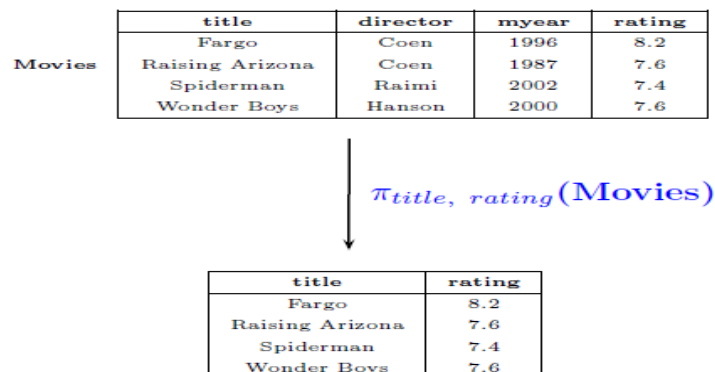 title director myear rating
Fargo Coen 1996 8.2
Movies Raising Arizona Coen 1987 7.6
Spiderman Raimi 2002 7.4
Wonder Boys Hanson 2000 7.6
π_{title, rating}(Movies)
title rating
Fargo 8.2
Raising Arizona 7.6
Spiderman 7.4
Wonder Boys 7.6